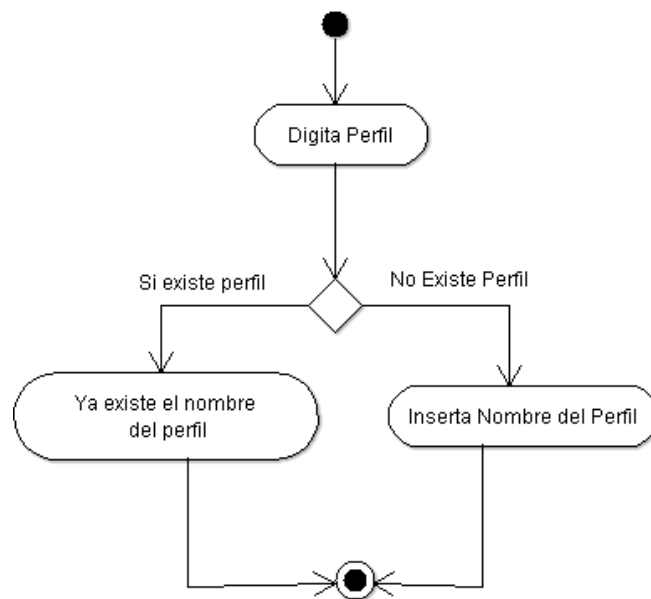 Digita Perfil
Si existe perfil
No Existe Perfil
Ya existe el nombre
del perfil
Inserta Nombre del Perfil